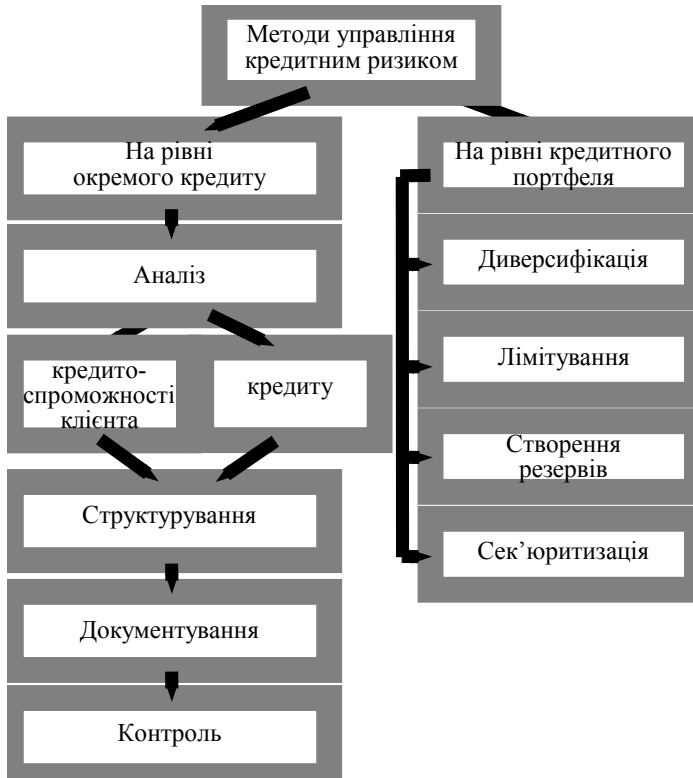 Методи управління
кредитним ризиком
На рівні
окремого кредиту
Аналіз
кредито-
спроможності
клієнта
кредиту
Структурування
Документування
Контроль
На рівні кредитного
портфеля
Диверсифікація
Лімітування
Створення
резервів
Сек’юритизація